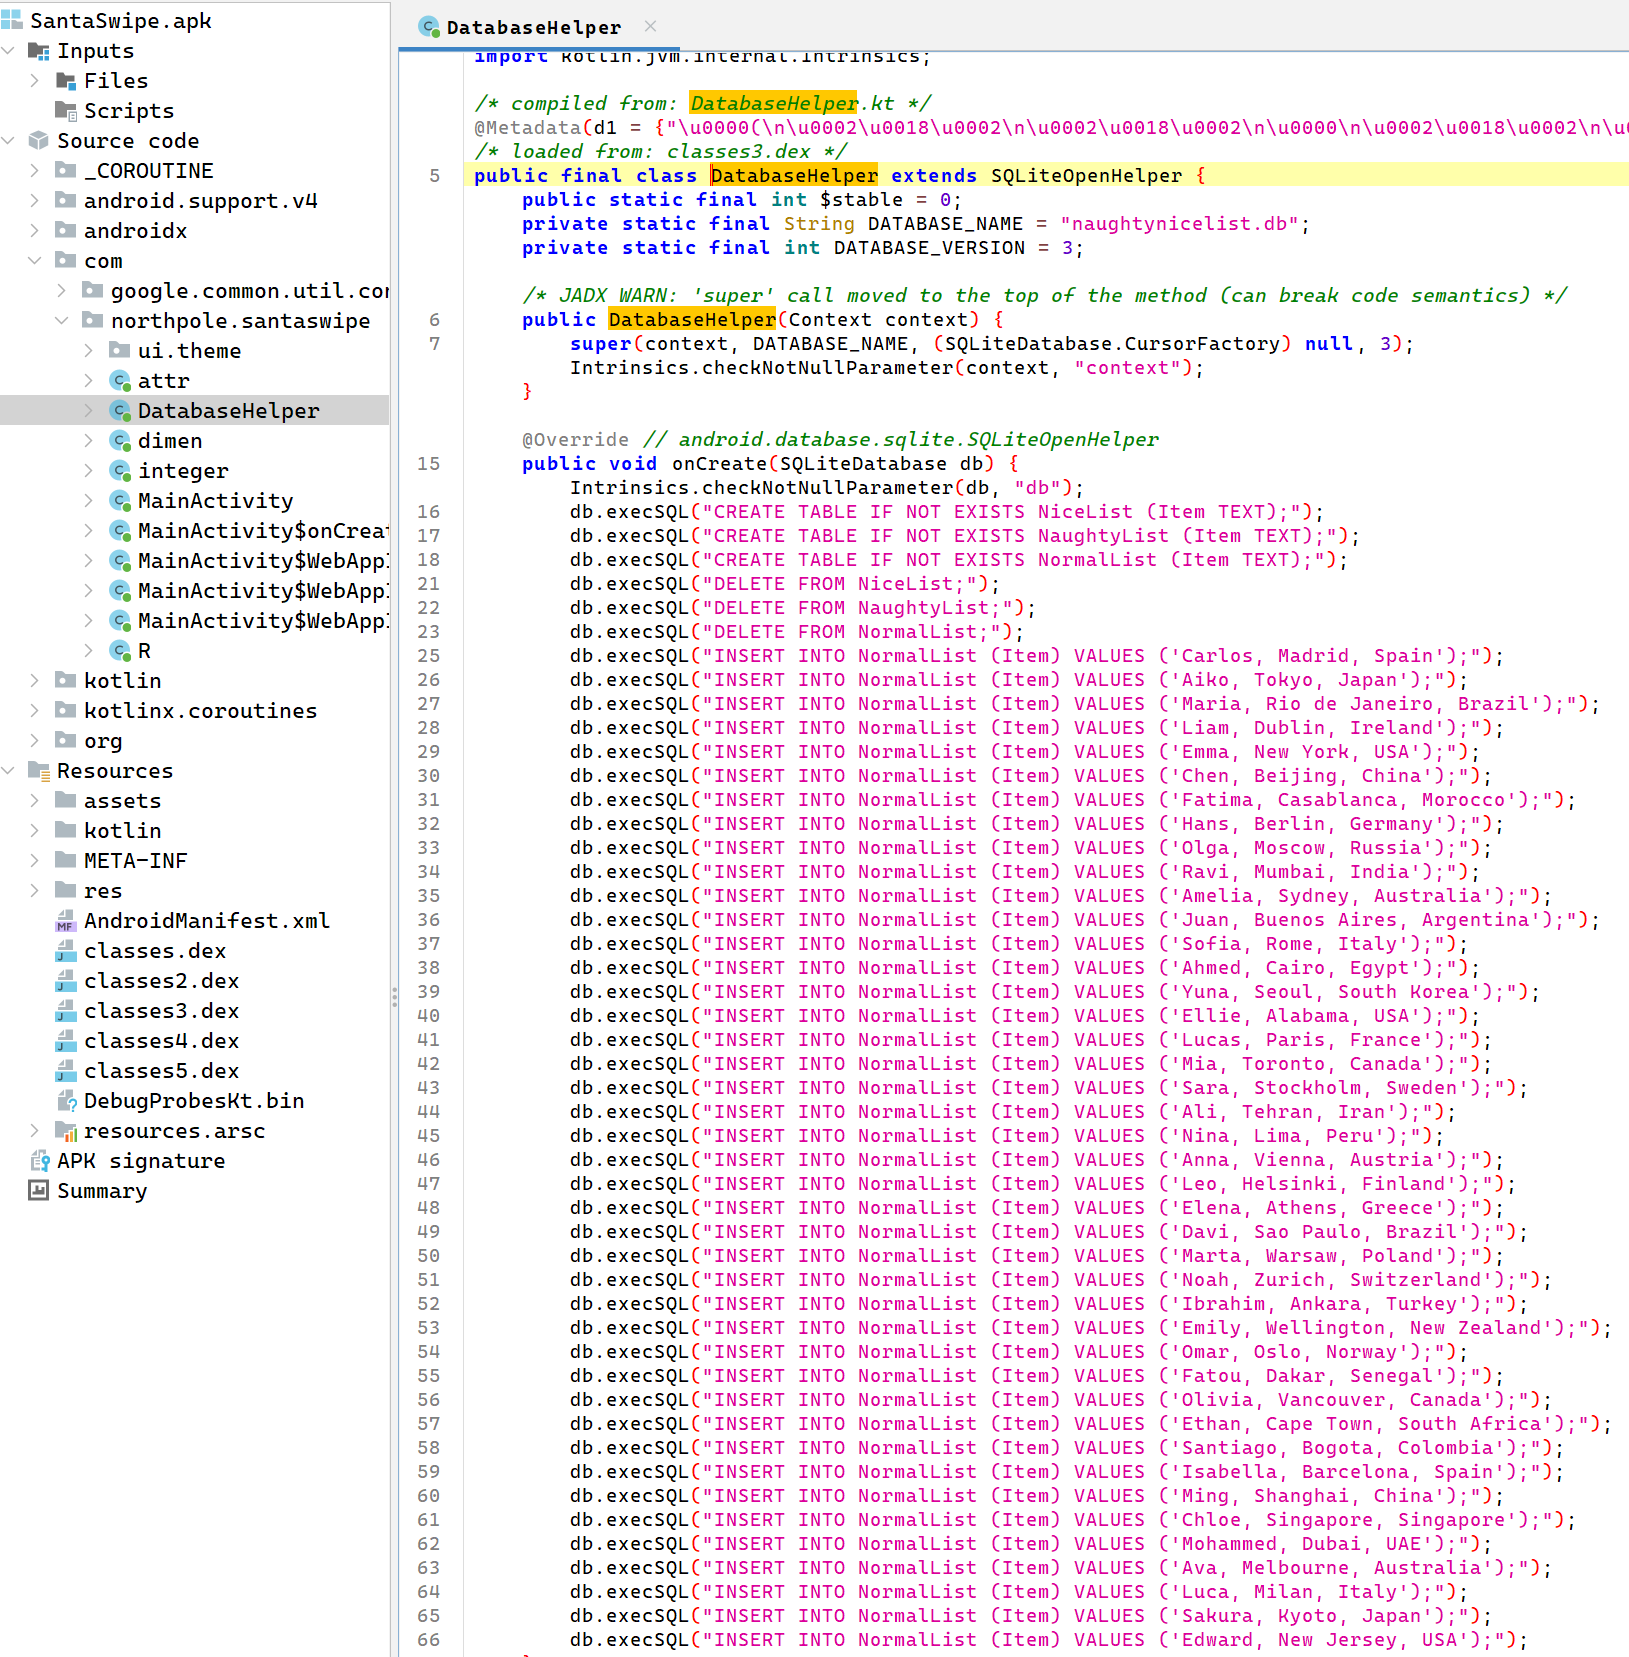 SantaSwipe.apk
Inputs
Files
Scripts
Source code
_COROUTINE
android.support.v4
androidx
com
google.common.util.cor
northpole.santaswipe
ui.theme
attr
DatabaseHelper
dimen
integer
MainActivity
MainActivity$onCreat
MainActivity$WebAppI
MainActivity$WebAppI
MainActivity$WebAppI
R
kotlin
kotlinx.coroutines
org
Resources
assets
kotlin
META-INF
res
AndroidManifest.xml
classes.dex
classes2.dex
classes3.dex
classes4.dex
classes5.dex
DebugProbesKt.bin
resources.arsc
APK signature
Summary
DatabaseHelper
import kotlin.jvm.internal.Intrinsics;
/* compiled from: DatabaseHelper.kt */
@Metadata(d1 = {"\u0000(\n\u0002\u0018\u0002\n\u0002\u0018\u0002\n\u0000\n\u0002\u0018\u0002\n\u0
/* loaded from: classes3.dex */
5 public final class DatabaseHelper extends SQLiteOpenHelper {
public static final int $stable = 0;
private static final String DATABASE_NAME = "naughtynicelist.db";
private static final int DATABASE_VERSION = 3;
/* JADX WARN: 'super' call moved to the top of the method (can break code semantics) */
6 public DatabaseHelper(Context context) {
7 super(context, DATABASE_NAME, (SQLiteDatabase.CursorFactory) null, 3);
Intrinsics.checkNotNullParameter(context, "context");
}
@Override // android.database.sqlite.SQLiteOpenHelper
15 public void onCreate(SQLiteDatabase db) {
Intrinsics.checkNotNullParameter(db, "db");
16 db.execSQL("CREATE TABLE IF NOT EXISTS NiceList (Item TEXT);");
17 db.execSQL("CREATE TABLE IF NOT EXISTS NaughtyList (Item TEXT);");
18 db.execSQL("CREATE TABLE IF NOT EXISTS NormalList (Item TEXT);");
21 db.execSQL("DELETE FROM NiceList;");
22 db.execSQL("DELETE FROM NaughtyList;");
23 db.execSQL("DELETE FROM NormalList;");
25 db.execSQL("INSERT INTO NormalList (Item) VALUES ('Carlos, Madrid, Spain');");
26 db.execSQL("INSERT INTO NormalList (Item) VALUES ('Aiko, Tokyo, Japan');");
27 db.execSQL("INSERT INTO NormalList (Item) VALUES ('Maria, Rio de Janeiro, Brazil');");
28 db.execSQL("INSERT INTO NormalList (Item) VALUES ('Liam, Dublin, Ireland');");
29 db.execSQL("INSERT INTO NormalList (Item) VALUES ('Emma, New York, USA');");
30 db.execSQL("INSERT INTO NormalList (Item) VALUES ('Chen, Beijing, China');");
31 db.execSQL("INSERT INTO NormalList (Item) VALUES ('Fatima, Casablanca, Morocco');");
32 db.execSQL("INSERT INTO NormalList (Item) VALUES ('Hans, Berlin, Germany');");
33 db.execSQL("INSERT INTO NormalList (Item) VALUES ('Olga, Moscow, Russia');");
34 db.execSQL("INSERT INTO NormalList (Item) VALUES ('Ravi, Mumbai, India');");
35 db.execSQL("INSERT INTO NormalList (Item) VALUES ('Amelia, Sydney, Australia');");
36 db.execSQL("INSERT INTO NormalList (Item) VALUES ('Juan, Buenos Aires, Argentina');");
37 db.execSQL("INSERT INTO NormalList (Item) VALUES ('Sofia, Rome, Italy');");
38 db.execSQL("INSERT INTO NormalList (Item) VALUES ('Ahmed, Cairo, Egypt');");
39 db.execSQL("INSERT INTO NormalList (Item) VALUES ('Yuna, Seoul, South Korea');");
40 db.execSQL("INSERT INTO NormalList (Item) VALUES ('Ellie, Alabama, USA');");
41 db.execSQL("INSERT INTO NormalList (Item) VALUES ('Lucas, Paris, France');");
42 db.execSQL("INSERT INTO NormalList (Item) VALUES ('Mia, Toronto, Canada');");
43 db.execSQL("INSERT INTO NormalList (Item) VALUES ('Sara, Stockholm, Sweden');");
44 db.execSQL("INSERT INTO NormalList (Item) VALUES ('Ali, Tehran, Iran');");
45 db.execSQL("INSERT INTO NormalList (Item) VALUES ('Nina, Lima, Peru');");
46 db.execSQL("INSERT INTO NormalList (Item) VALUES ('Anna, Vienna, Austria');");
47 db.execSQL("INSERT INTO NormalList (Item) VALUES ('Leo, Helsinki, Finland');");
48 db.execSQL("INSERT INTO NormalList (Item) VALUES ('Elena, Athens, Greece');");
49 db.execSQL("INSERT INTO NormalList (Item) VALUES ('Davi, Sao Paulo, Brazil');");
50 db.execSQL("INSERT INTO NormalList (Item) VALUES ('Marta, Warsaw, Poland');");
51 db.execSQL("INSERT INTO NormalList (Item) VALUES ('Noah, Zurich, Switzerland');");
52 db.execSQL("INSERT INTO NormalList (Item) VALUES ('Ibrahim, Ankara, Turkey');");
53 db.execSQL("INSERT INTO NormalList (Item) VALUES ('Emily, Wellington, New Zealand');");
54 db.execSQL("INSERT INTO NormalList (Item) VALUES ('Omar, Oslo, Norway');");
55 db.execSQL("INSERT INTO NormalList (Item) VALUES ('Fatou, Dakar, Senegal');");
56 db.execSQL("INSERT INTO NormalList (Item) VALUES ('Olivia, Vancouver, Canada');");
57 db.execSQL("INSERT INTO NormalList (Item) VALUES ('Ethan, Cape Town, South Africa');");
58 db.execSQL("INSERT INTO NormalList (Item) VALUES ('Santiago, Bogota, Colombia');");
59 db.execSQL("INSERT INTO NormalList (Item) VALUES ('Isabella, Barcelona, Spain');");
60 db.execSQL("INSERT INTO NormalList (Item) VALUES ('Ming, Shanghai, China');");
61 db.execSQL("INSERT INTO NormalList (Item) VALUES ('Chloe, Singapore, Singapore');");
62 db.execSQL("INSERT INTO NormalList (Item) VALUES ('Mohammed, Dubai, UAE');");
63 db.execSQL("INSERT INTO NormalList (Item) VALUES ('Ava, Melbourne, Australia');");
64 db.execSQL("INSERT INTO NormalList (Item) VALUES ('Luca, Milan, Italy');");
65 db.execSQL("INSERT INTO NormalList (Item) VALUES ('Sakura, Kyoto, Japan');");
66 db.execSQL("INSERT INTO NormalList (Item) VALUES ('Edward, New Jersey, USA');");